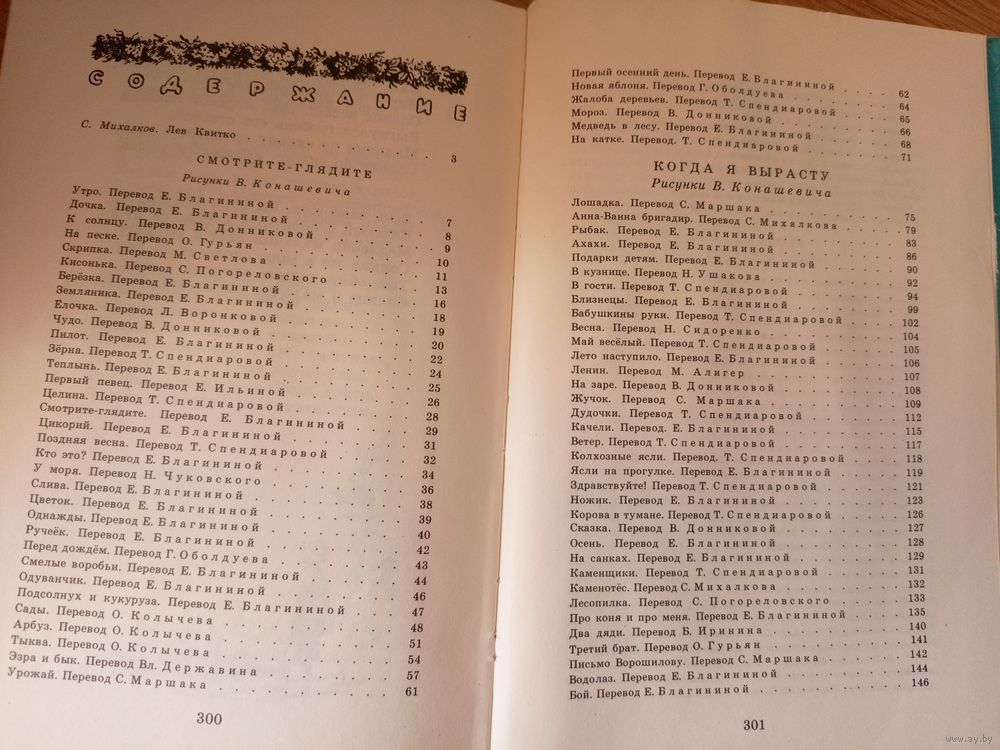 СОДЕРЖАНИЕ
С. Михалков. Лев Квитко . . . . . . . . . . 3
СМОТРИТЕ-ГЛЯДИТЕ
Рисунки В. Конашевича
Утро. Перевод Е. Благининой . . . . . . . . 7
Дочка. Перевод Е. Благининой . . . . . . . . 8
К солнцу. Перевод В. Донниковой . . . . . . . 9
На песке. Перевод О. Гурьян . . . . . . . . 10
Скрипка. Перевод М. Светлова . . . . . . . . 11
Кисонька. Перевод С. Погореловского . . . . . . 13
Берёзка. Перевод Е. Благининой . . . . . . . 16
Земляника. Перевод Е. Благининой . . . . . . . 18
Ёлочка. Перевод Л. Воронковой . . . . . . . 19
Чудо. Перевод В. Донниковой . . . . . . . . 20
Пилот. Перевод Е. Благининой . . . . . . . . 22
Зёрна. Перевод Т. Спендиаровой . . . . . . . 24
Теплынь. Перевод Е. Благининой . . . . . . . 25
Первый певец. Перевод Е. Ильиной . . . . . . . 26
Целина. Перевод Т. Спендиаровой . . . . . . . 28
Смотрите-глядите. Перевод Е. Благининой . . . . . 29
Цикорий. Перевод Е. Благининой . . . . . . . 31
Поздняя весна. Перевод Т. Спендиаровой . . . . . 32
Кто это? Перевод Е. Благининой . . . . . . . 34
У моря. Перевод Н. Чуковского . . . . . . . 36
Слива. Перевод Е. Благининой . . . . . . . . 38
Цветок. Перевод Е. Благининой . . . . . . . 39
Однажды. Перевод Е. Благининой . . . . . . . 40
Ручеёк. Перевод Е. Благининой . . . . . . . 42
Перед дождём. Перевод Г. Оболдуева . . . . . . 43
Смелые воробьи. Перевод Е. Благининой . . . . . 44
Одуванчик. Перевод Е. Благининой . . . . . . . 46
Подсолнух и кукуруза. Перевод Е. Благининой . . . 47
Сады. Перевод О. Колычева . . . . . . . . 48
Арбуз. Перевод О. Колычева . . . . . . . . 51
Тыква. Перевод О. Колычева . . . . . . . . 54
Эзра и бык. Перевод Вл. Державина . . . . . . 57
Урожай. Перевод С. Маршака . . . . . . . . 61
300
Первый осенний день. Перевод Е. Благининой . . . . 62
Новая яблоня. Перевод Г. Оболдуева . . . . . . 64
Жалоба деревьев. Перевод Т. Спендиаровой . . . . 65
Мороз. Перевод В. Донниковой . . . . . . . 66
Медведь в лесу. Перевод Е. Благининой . . . . . 68
На катке. Перевод. Т. Спендиаровой . . . . . . 71
КОГДА Я ВЫРАСТУ
Рисунки В. Конашевича
Лошадка. Перевод С. Маршака . . . . . . . . 75
Анна-Ванна бригадир. Перевод С. Михалкова . . . . 79
Рыбак. Перевод Е. Благининой . . . . . . . . 83
Ахахи. Перевод Е. Благининой . . . . . . . . 86
Подарки детям. Перевод Е. Благининой . . . . . . 90
В кузнице. Перевод Н. Ушакова . . . . . . . 92
В гости. Перевод Т. Спендиаровой . . . . . . . 94
Близнецы. Перевод Е. Благининой . . . . . . . 99
Бабушкины руки. Перевод Т. Спендиаровой . . . . 102
Весна. Перевод Н. Сидоренко . . . . . . . . 104
Май весёлый. Перевод Т. Спендиаровой . . . . . 105
Лето наступило. Перевод Е. Благининой . . . . . 106
Ленин. Перевод М. Алигер . . . . . . . . . 107
На заре. Перевод В. Донниковой . . . . . . . 108
Жучок. Перевод С. Маршака . . . . . . . . 109
Дудочки. Перевод Т. Спендиаровой . . . . . . 112
Качели. Перевод. Е. Благининой . . . . . . . 115
Ветер. Перевод Т. Спендиаровой . . . . . . . 117
Колхозные ясли. Перевод. Т. Спендиаровой . . . . 118
Ясли на прогулке. Перевод Е. Благининой . . . . . 119
Здравствуйте! Перевод Т. Спендиаровой . . . . . 121
Ножик. Перевод Е. Благининой . . . . . . . 123
Корова в тумане. Перевод Т. Спендиаровой . . . . 126
Сказка. Перевод В. Донниковой . . . . . . . 127
Осень. Перевод Е. Благининой . . . . . . . . 128
На санках. Перевод Е. Благининой . . . . . . . 129
Каменщики. Перевод Т. Спендиаровой . . . . . . 131
Каменотёс. Перевод С. Михалкова . . . . . . . 132
Лесопилка. Перевод С. Погореловского . . . . . 133
Про коня и про меня. Перевод Е. Благининой . . . . 135
Два дяди. Перевод Б. Иринина . . . . . . . . 140
Третий брат. Перевод О. Гурьян . . . . . . . 141
Письмо Ворошилову. Перевод С. Маршака . . . . . 142
Водолаз. Перевод Е. Благининой . . . . . . . 144
Бой. Перевод Е. Благининой . . . . . . . . 146
301
www.ay.by